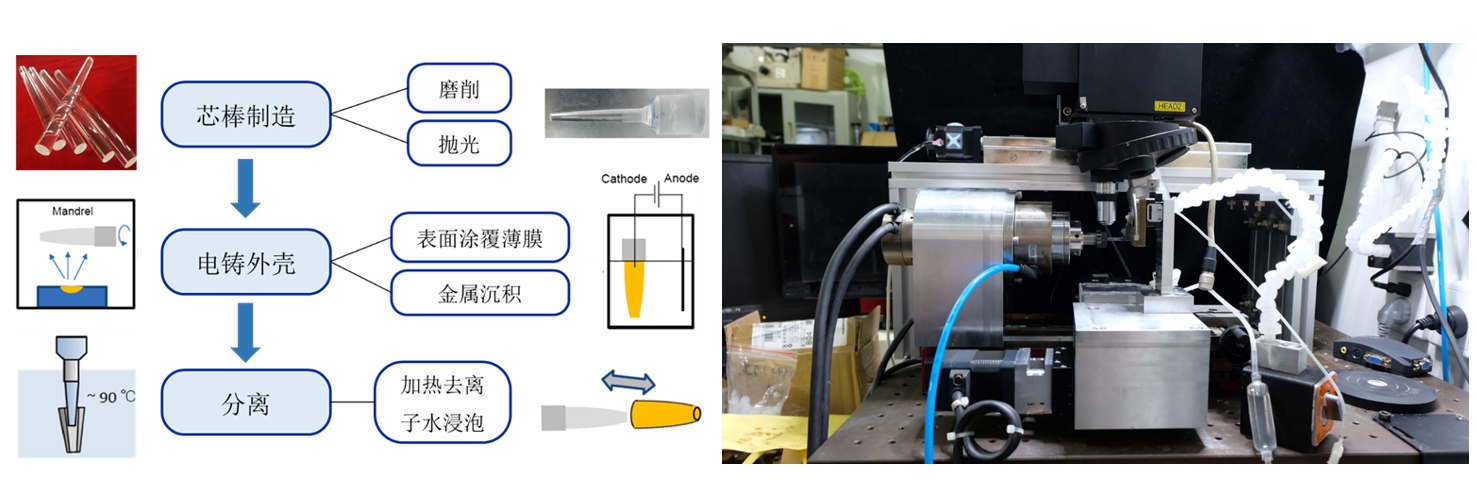 芯棒制造
磨削
抛光
Mandrel
电铸外壳
表面涂覆薄膜
金属沉积
Cathode
Anode
~ 90 ℃
分离
加热去离
子水浸泡
HEAD2